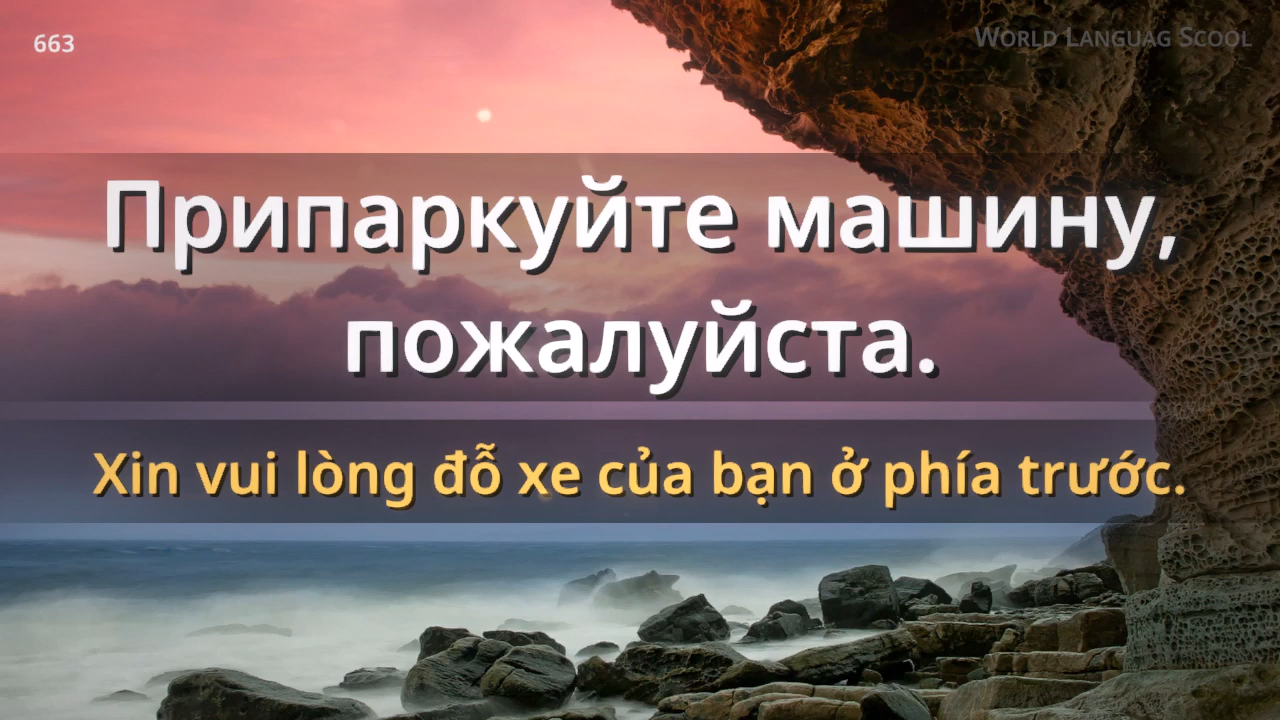 663
World Languag Scool
Припаркуйте машину,
пожалуйста.
Xin vui lòng đỗ xe của bạn ở phía trước.